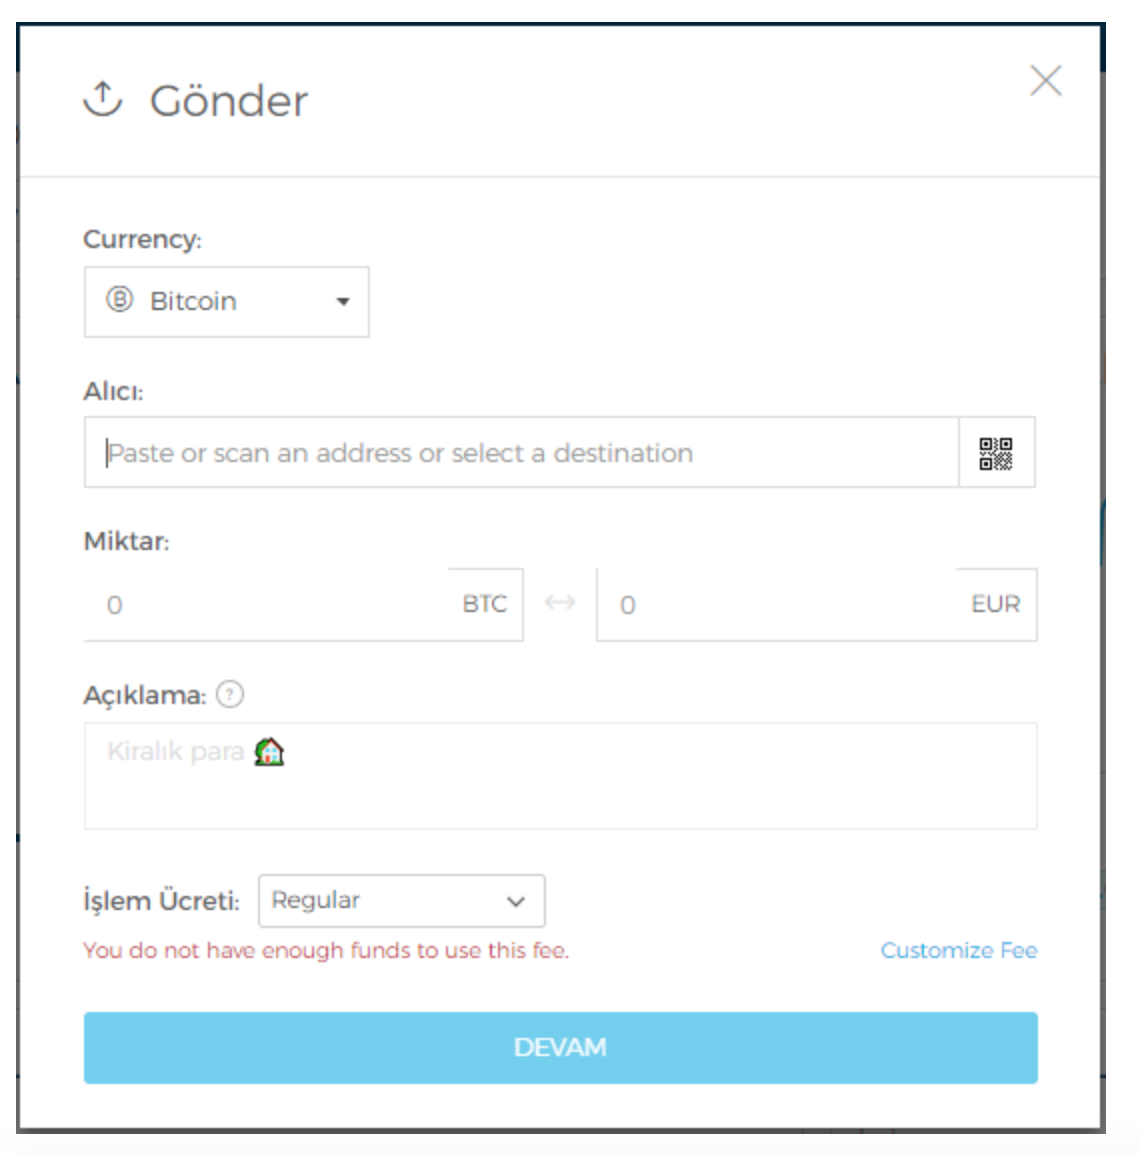 Gönder
Currency:
Bitcoin
Alıcı:
Paste or scan an address or select a destination
Miktar:
0 BTC 0 EUR
Açıklama: ?
Kiralık para
İşlem Ücreti: Regular
You do not have enough funds to use this fee. Customize Fee
DEVAM